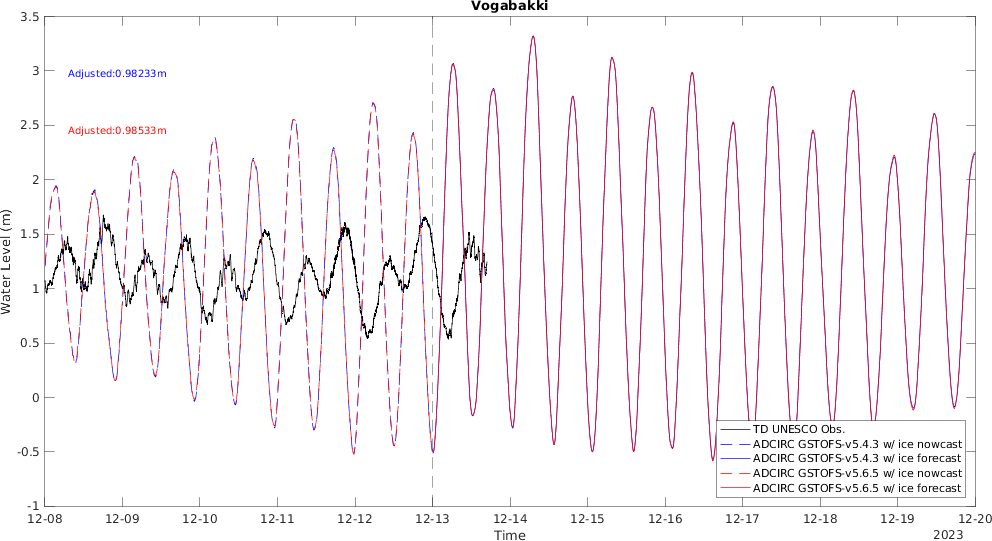 Vogabakki
3.5
3
2.5
2
1.5
1
0.5
0
-0.5
-1
Water Level (m)
Adjusted:0.98233m
Adjusted:0.98533m
TD UNESCO Obs.
ADCIRC GSTOFS-v5.4.3 w/ ice nowcast
ADCIRC GSTOFS-v5.4.3 w/ ice forecast
ADCIRC GSTOFS-v5.6.5 w/ ice nowcast
ADCIRC GSTOFS-v5.6.5 w/ ice forecast
12-08 12-09 12-10 12-11 12-12 12-13 12-14 12-15 12-16 12-17 12-18 12-19 12-20
Time
2023